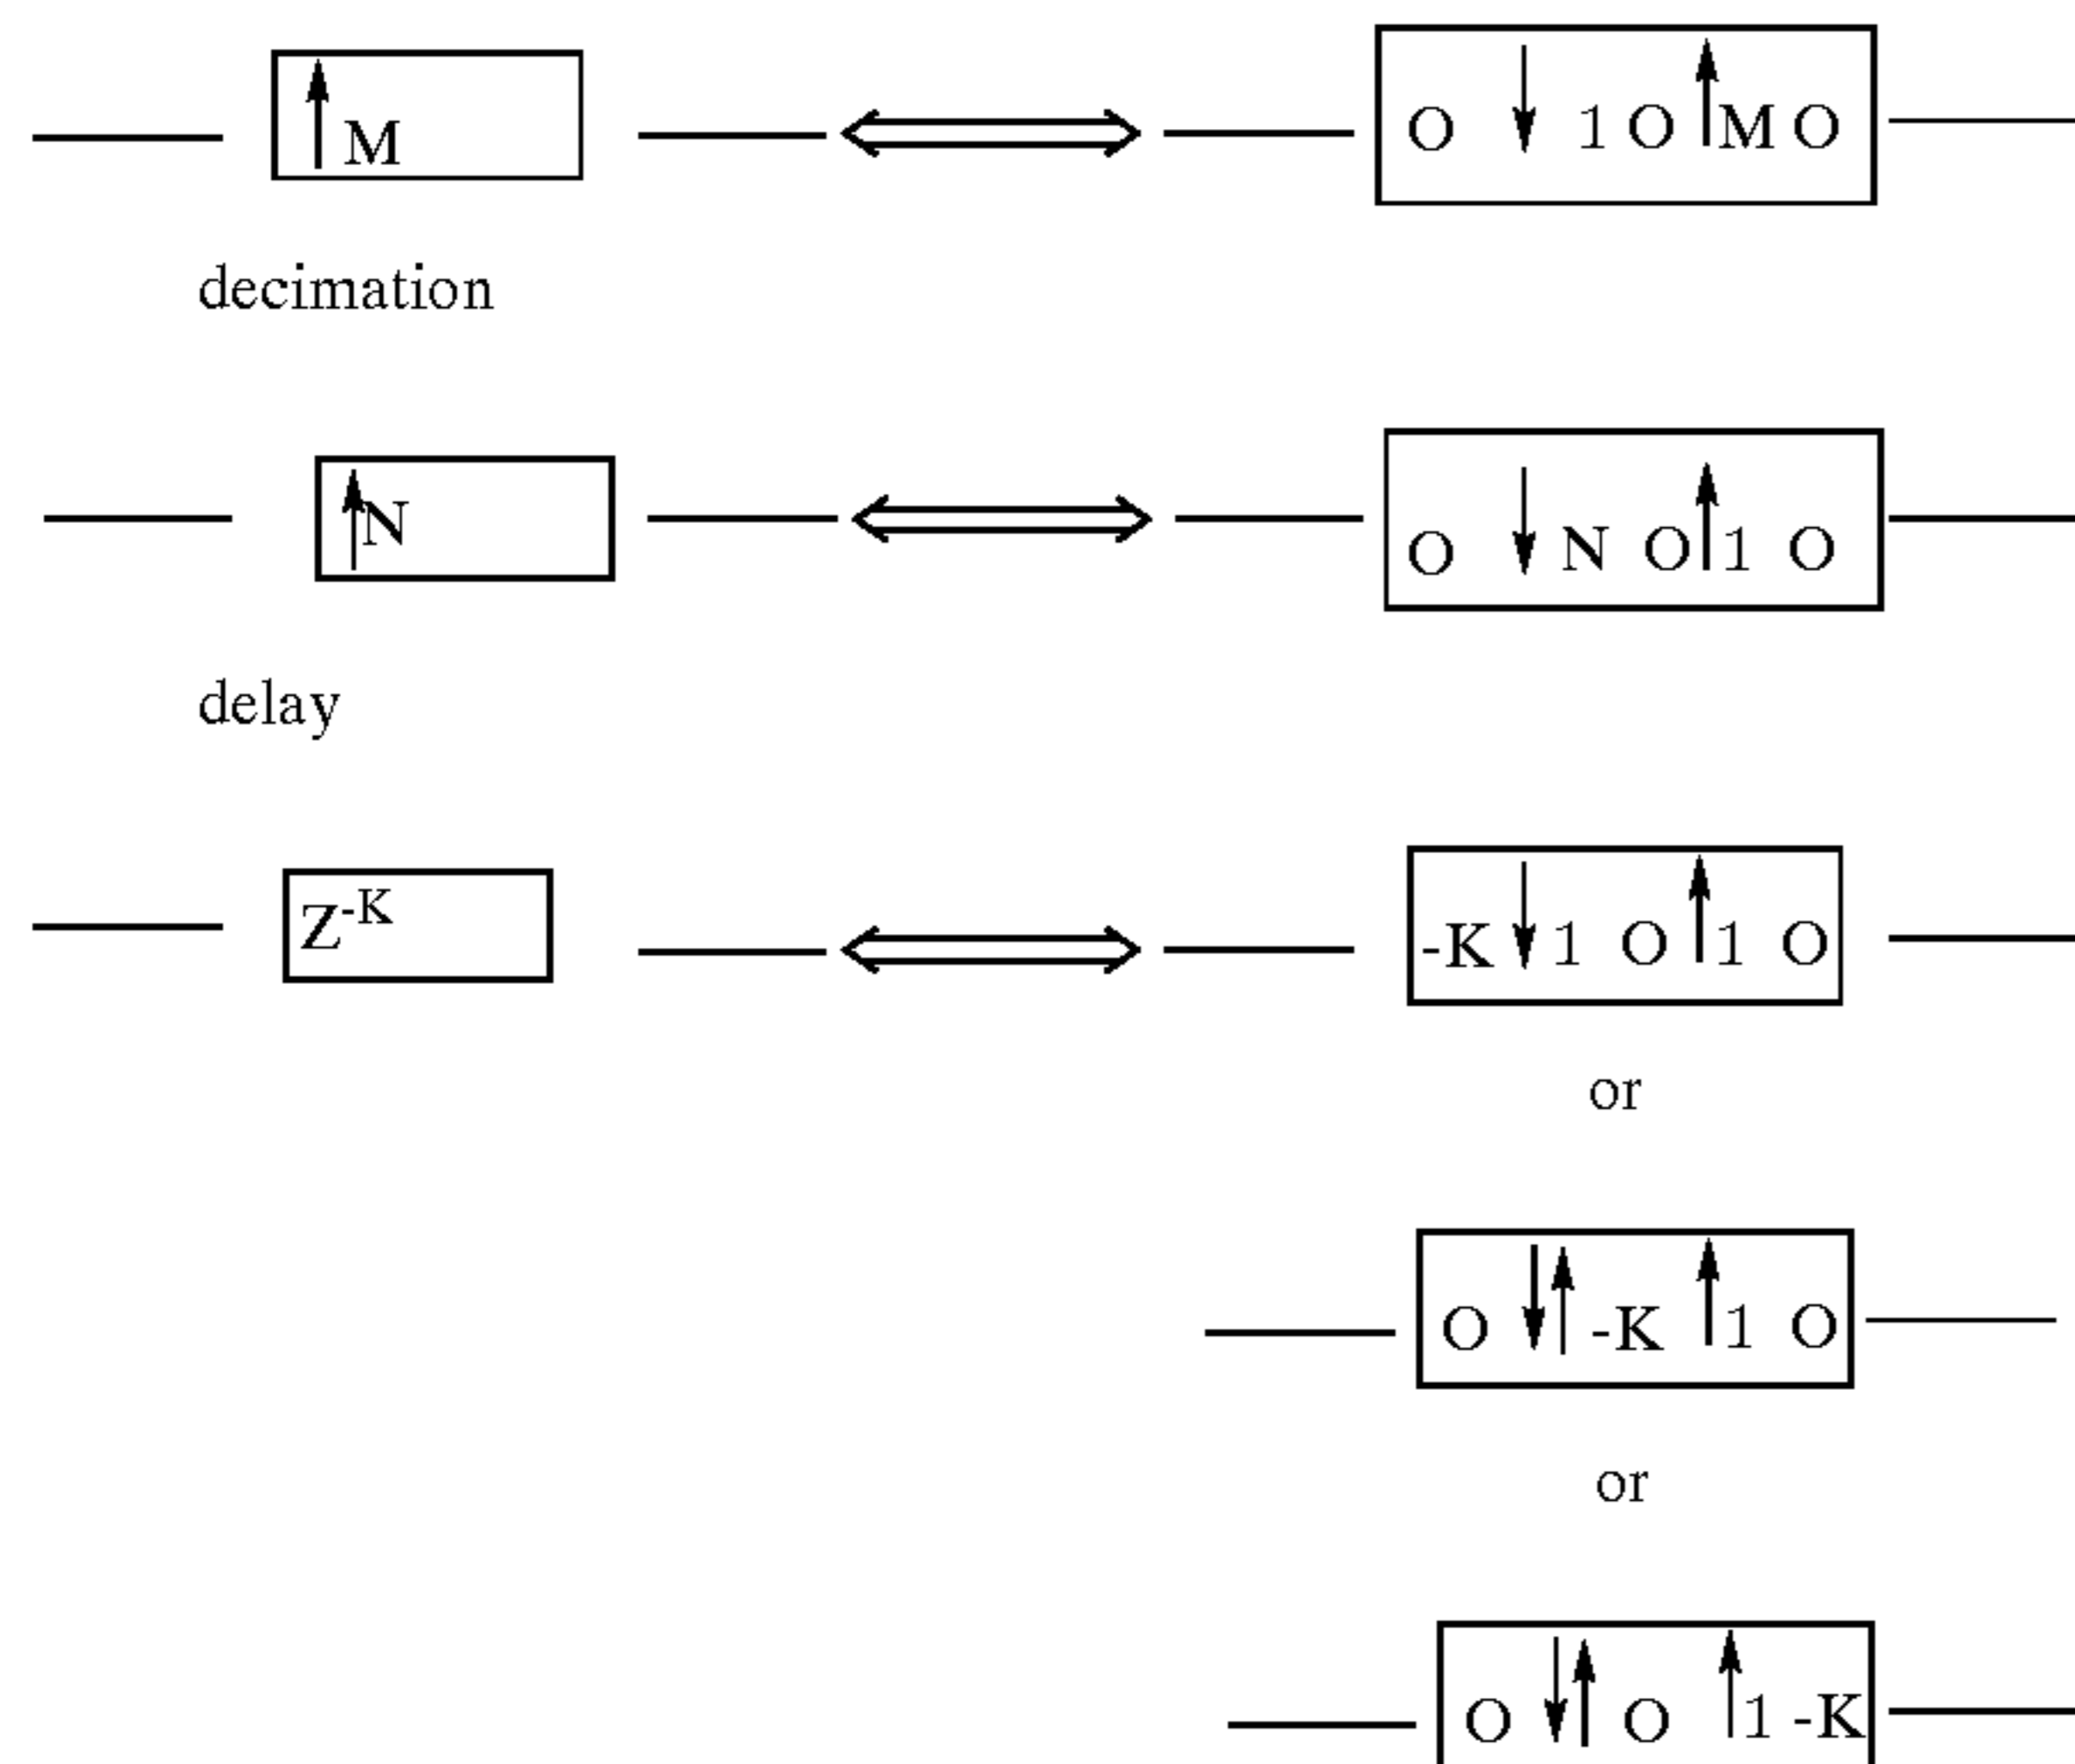 ↑M O ↓ 1 O ↑ M O
decimation
↑N O ↓ N O ↑ 1 O
delay
Z-K -K ↓ 1 O ↑ 1 O
or
O ↓↑ -K ↑ 1 O
or
O ↓↑ O ↑ 1 -K